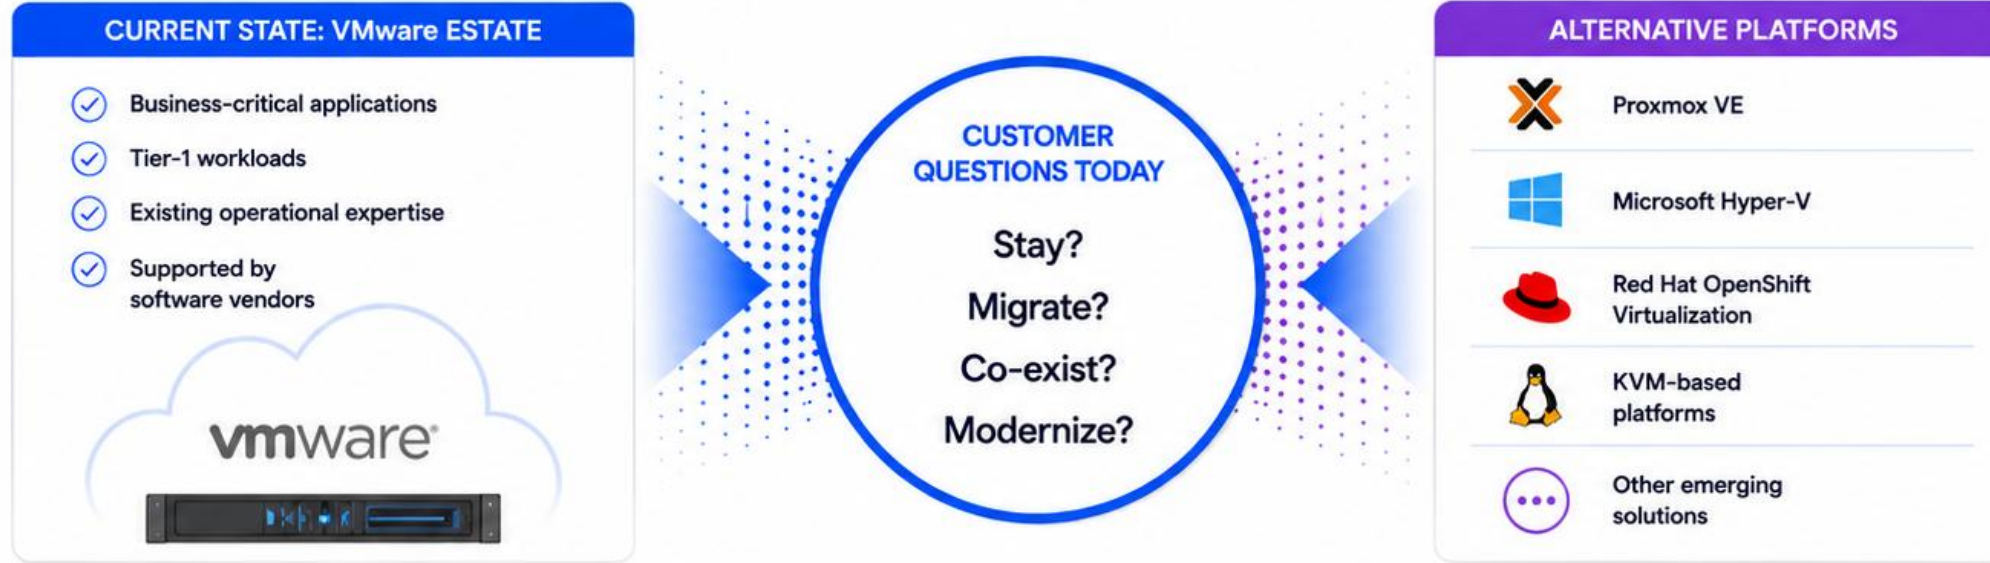 CURRENT STATE: VMware ESTATE
Business-critical applications
Tier-1 workloads
Existing operational expertise
Supported by
software vendors
vmware®
CUSTOMER
QUESTIONS TODAY
Stay?
Migrate?
Co-exist?
Modernize?
ALTERNATIVE PLATFORMS
Proxmox VE
Microsoft Hyper-V
Red Hat OpenShift
Virtualization
KVM-based
platforms
Other emerging
solutions